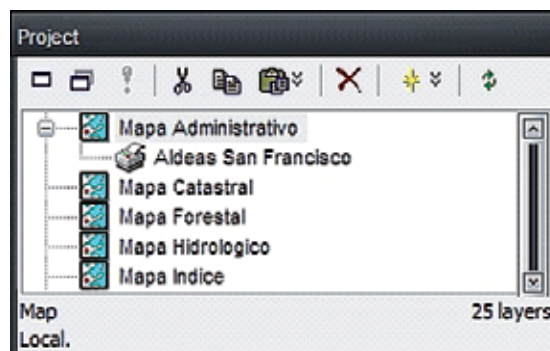 Project
Mapa Administrativo
Aldeas San Francisco
Mapa Catastral
Mapa Forestal
Mapa Hidrologico
Mapa Indice
Map 25 layers
Local.